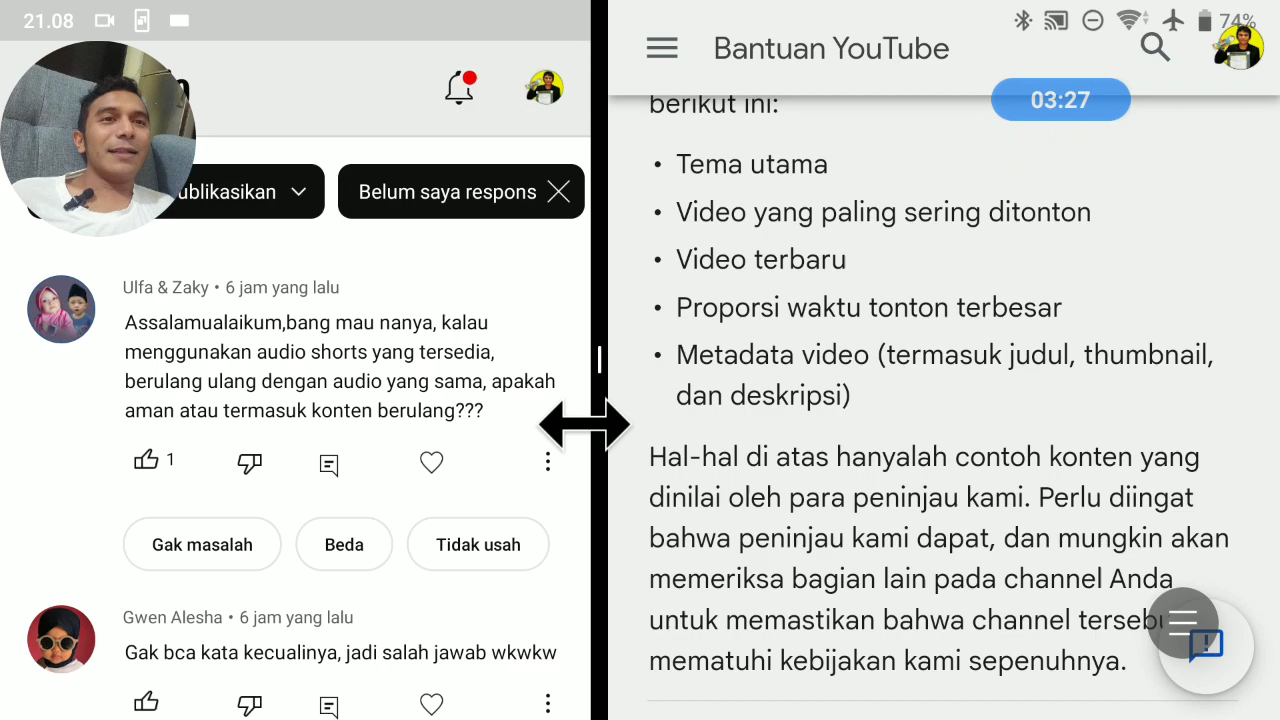 21.08
ublikasikan
Belum saya respons
Ulfa & Zaky • 6 jam yang lalu
Assalamualaikum,bang mau nanya, kalau
menggunakan audio shorts yang tersedia,
berulang ulang dengan audio yang sama, apakah
aman atau termasuk konten berulang???
1
Gak masalah
Beda
Tidak usah
Gwen Alesha • 6 jam yang lalu
Gak bca kata kecualinya, jadi salah jawab wkwkw
74%
Bantuan YouTube
03:27
berikut ini:
• Tema utama
• Video yang paling sering ditonton
• Video terbaru
• Proporsi waktu tonton terbesar
• Metadata video (termasuk judul, thumbnail,
dan deskripsi)
Hal-hal di atas hanyalah contoh konten yang
dinilai oleh para peninjau kami. Perlu diingat
bahwa peninjau kami dapat, dan mungkin akan
memeriksa bagian lain pada channel Anda
untuk memastikan bahwa channel tersebu
mematuhi kebijakan kami sepenuhnya.